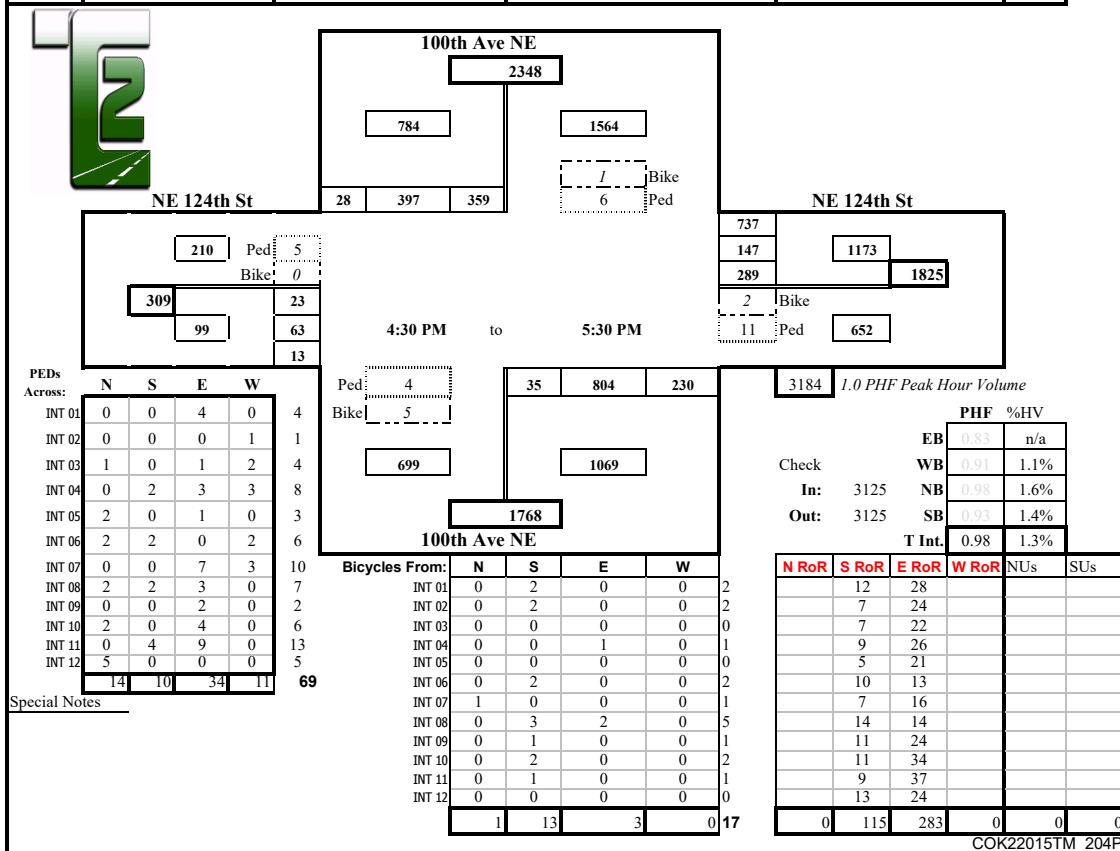 T2
100th Ave NE
2348
784 1564
1 Bike
6 Ped
NE 124th St 28 397 359 NE 124th St
737
210 Ped 5 147 1173
Bike 0 289 1825
309 23 2 Bike
99 63 4:30 PM to 5:30 PM 11 Ped 652
13
PEDs Across: N S E W
Ped 4 35 804 230 3184 1.0 PHF Peak Hour Volume
Bike 5 PHF %HV
EB 0.83 n/a
699 1069 Check WB 0.91 1.1%
In: 3125 NB 0.98 1.6%
1768 Out: 3125 SB 0.93 1.4%
100th Ave NE T Int. 0.98 1.3%
INT 01 0 0 4 0 4
INT 02 0 0 0 1 1
INT 03 1 0 1 2 4
INT 04 0 2 3 3 8
INT 05 2 0 1 0 3
INT 06 2 2 0 2 6
INT 07 0 0 7 3 10
INT 08 2 2 3 0 7
INT 09 0 0 2 0 2
INT 10 2 0 4 0 6
INT 11 0 4 9 0 13
INT 12 5 0 0 0 5
14 10 34 11 69
Special Notes
Bicycles From: N S E W
INT 01 0 2 0 0 2
INT 02 0 2 0 0 2
INT 03 0 0 0 0 0
INT 04 0 0 1 0 1
INT 05 0 0 0 0 0
INT 06 0 2 0 0 2
INT 07 1 0 0 0 1
INT 08 0 3 2 0 5
INT 09 0 1 0 0 1
INT 10 0 2 0 0 2
INT 11 0 1 0 0 1
INT 12 0 0 0 0 0
1 13 3 0 17
N RoR S RoR E RoR W RoR NUs SUs
12 28
7 24
7 22
9 26
5 21
10 13
7 16
14 14
11 24
11 34
9 37
13 24
0 115 283 0 0 0
COK22015TM_204P